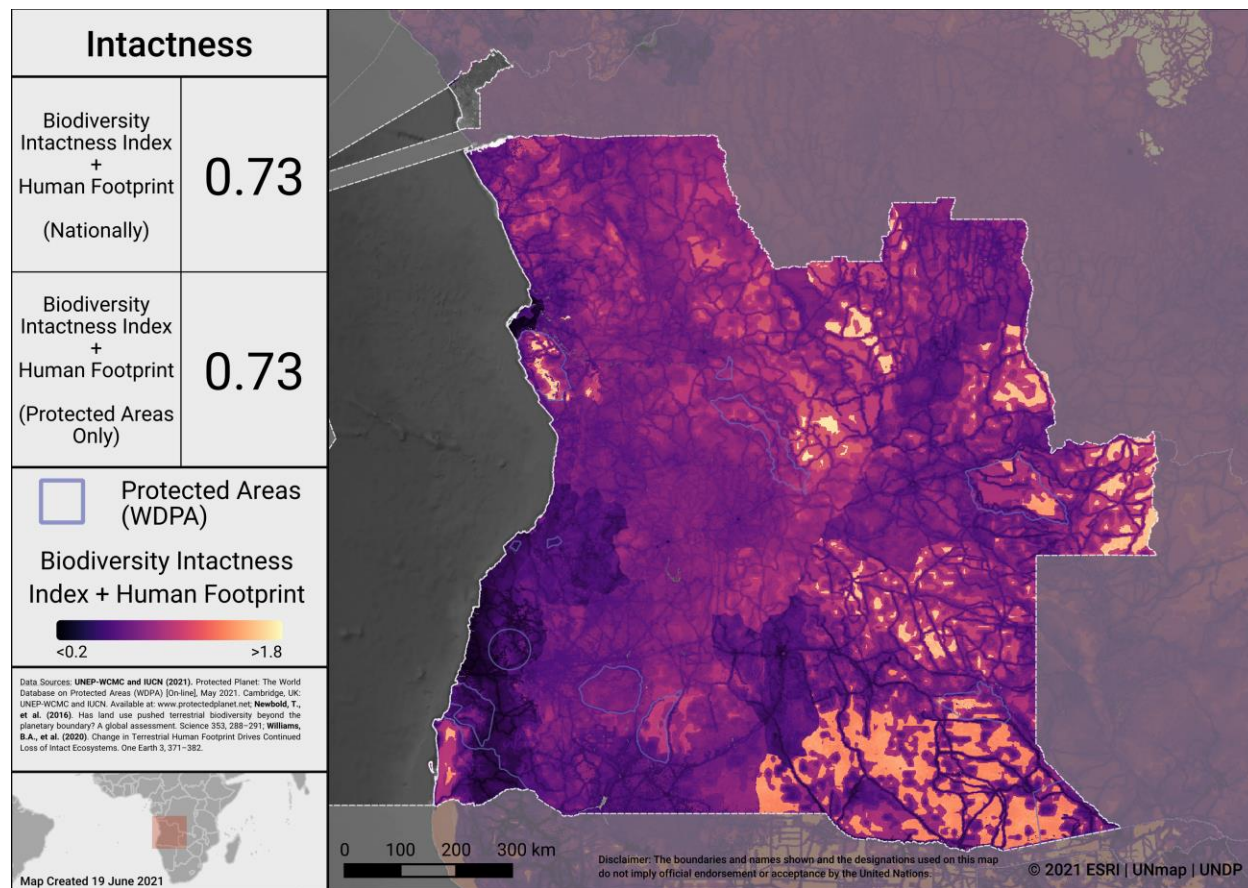 Intactness
Biodiversity
Intactness Index
+
Human Footprint
(Nationally)
0.73
Biodiversity
Intactness Index
+
Human Footprint
(Protected Areas
Only)
0.73
Protected Areas
(WDPA)
Biodiversity Intactness
Index + Human Footprint
<0.2
>1.8
Data Sources: UNEP-WCMC and IUCN (2021). Protected Planet: The World
Database on Protected Areas (WDPA) [On-line], May 2021. Cambridge, UK:
UNEP-WCMC and IUCN. Available at: www.protectedplanet.net; Newbold, T.,
et al. (2016). Has land use pushed terrestrial biodiversity beyond the
planetary boundary? A global assessment. Science 353, 288–291; Williams,
B.A., et al. (2020). Change in Terrestrial Human Footprint Drives Continued
Loss of Intact Ecosystems. One Earth 3, 371–382.
Map Created 19 June 2021
0 100 200 300 km
Disclaimer: The boundaries and names shown and the designations used on this map
do not imply official endorsement or acceptance by the United Nations.
© 2021 ESRI | UNmap | UNDP